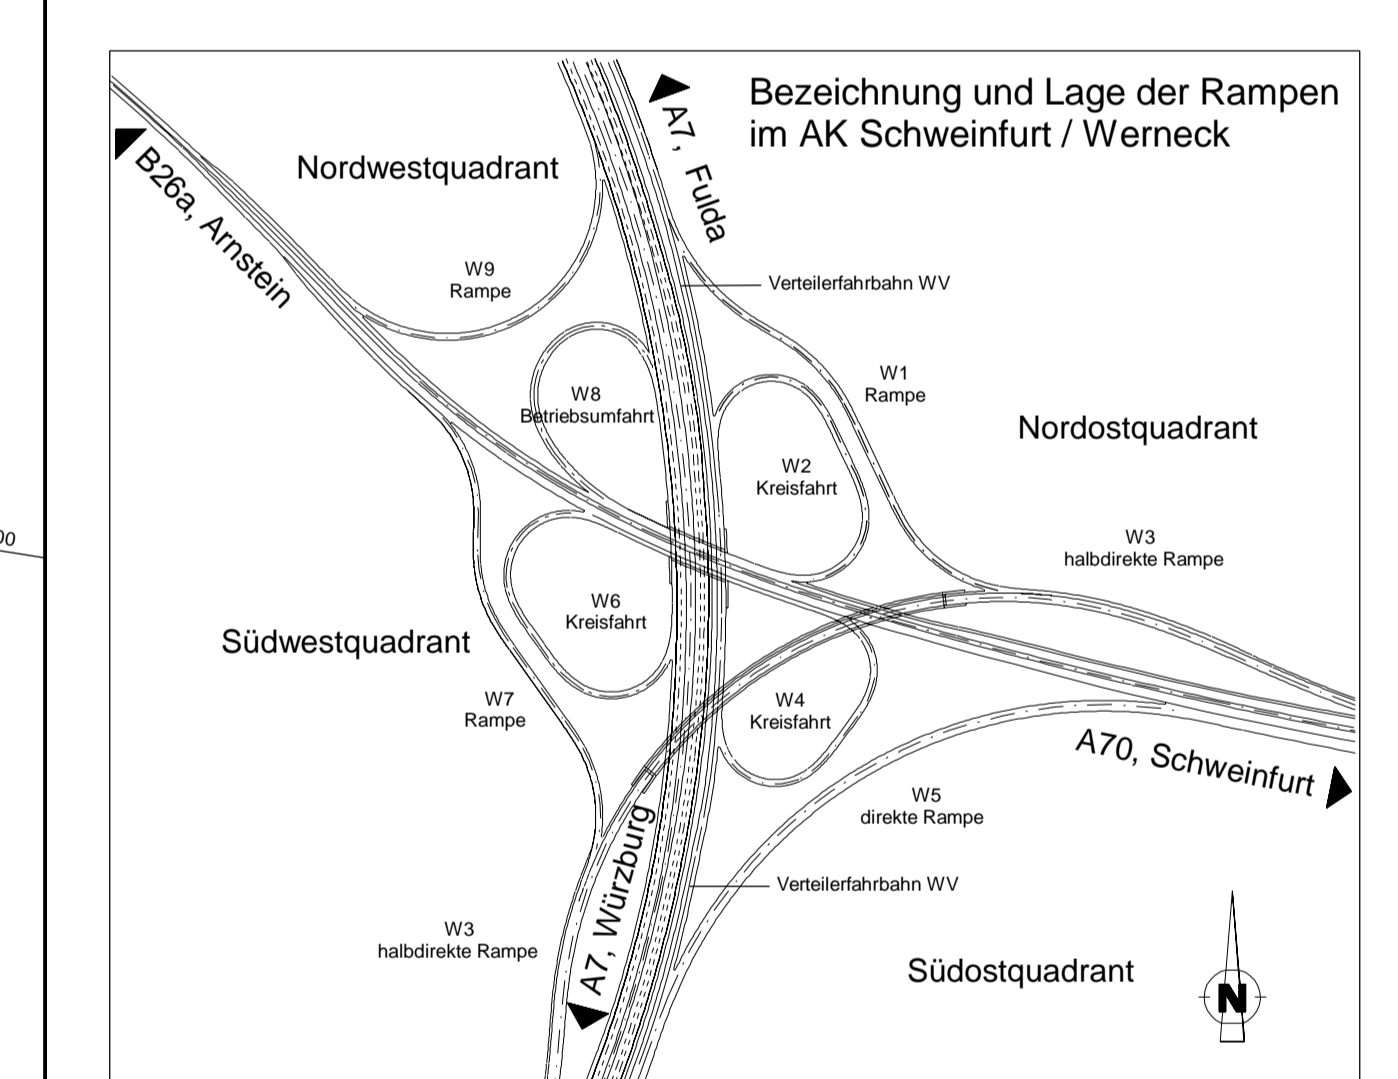 Bezeichnung und Lage der Rampen
im AK Schweinfurt / Werneck
A7, Fulda
B26a, Arnstein
Nordwestquadrant
W9
Rampe
Verteilerfahrbahn WV
W8
Betriebsumfahrt
W1
Rampe
Nordostquadrant
W2
Kreisfahrt
W3
halbdirekte Rampe
W6
Kreisfahrt
Südwestquadrant
W7
Rampe
W4
Kreisfahrt
A70, Schweinfurt
W5
direkte Rampe
A7, Würzburg
Verteilerfahrbahn WV
W3
halbdirekte Rampe
Südostquadrant
N